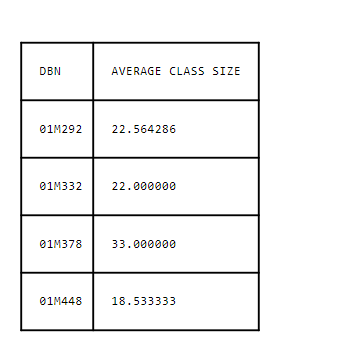 DBN AVERAGE CLASS SIZE
01M292 22.564286
01M332 22.000000
01M378 33.000000
01M448 18.533333